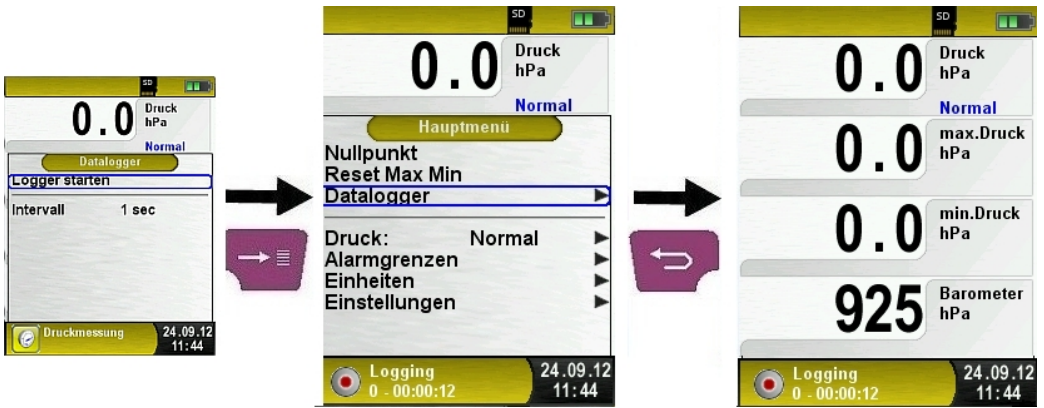 SD
0.0 Druck
hPa
Normal
Datalogger
Logger starten
Intervall 1 sec
Druckmessung 24.09.12
11:44
SD
0.0 Druck
hPa
Normal
Hauptmenü
Nullpunkt
Reset Max Min
Datalogger
Druck: Normal
Alarmgrenzen
Einheiten
Einstellungen
Logging 24.09.12
0 - 00:00:12 11:44
SD
0.0 Druck
hPa
Normal
0.0 max.Druck
hPa
0.0 min.Druck
hPa
925 Barometer
hPa
Logging 24.09.12
0 - 00:00:12 11:44